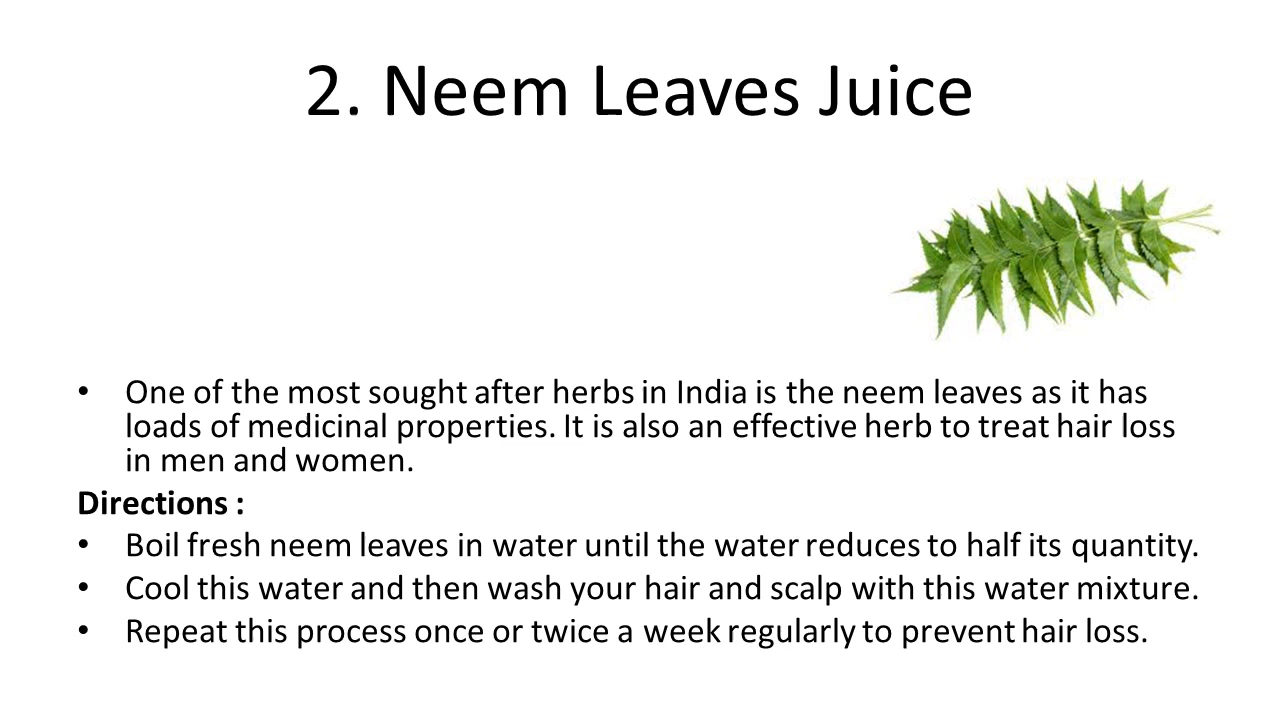 2. Neem Leaves Juice
• One of the most sought after herbs in India is the neem leaves as it has
loads of medicinal properties. It is also an effective herb to treat hair loss
in men and women.
Directions :
• Boil fresh neem leaves in water until the water reduces to half its quantity.
• Cool this water and then wash your hair and scalp with this water mixture.
• Repeat this process once or twice a week regularly to prevent hair loss.